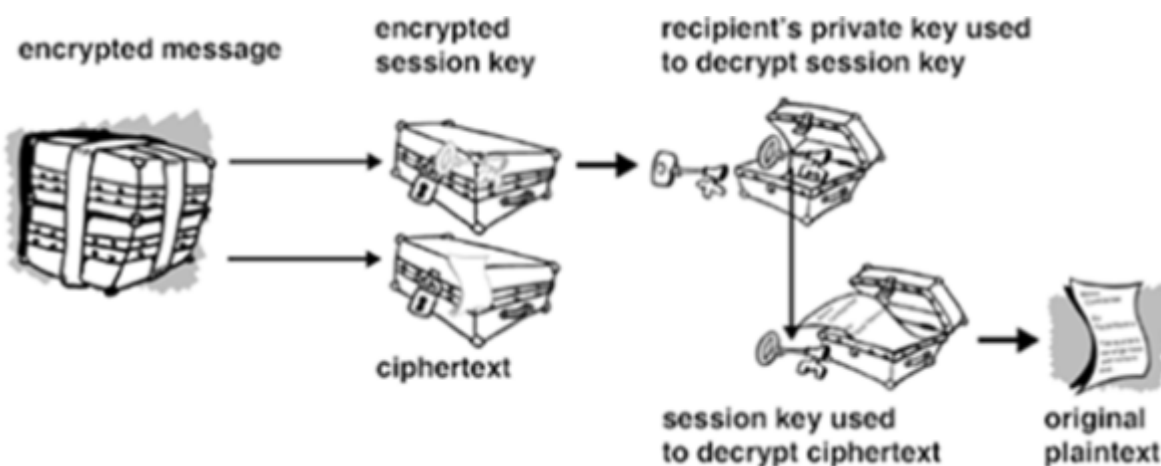 encrypted message
encrypted
session key
recipient's private key used
to decrypt session key
ciphertext
session key used
to decrypt ciphertext
original
plaintext